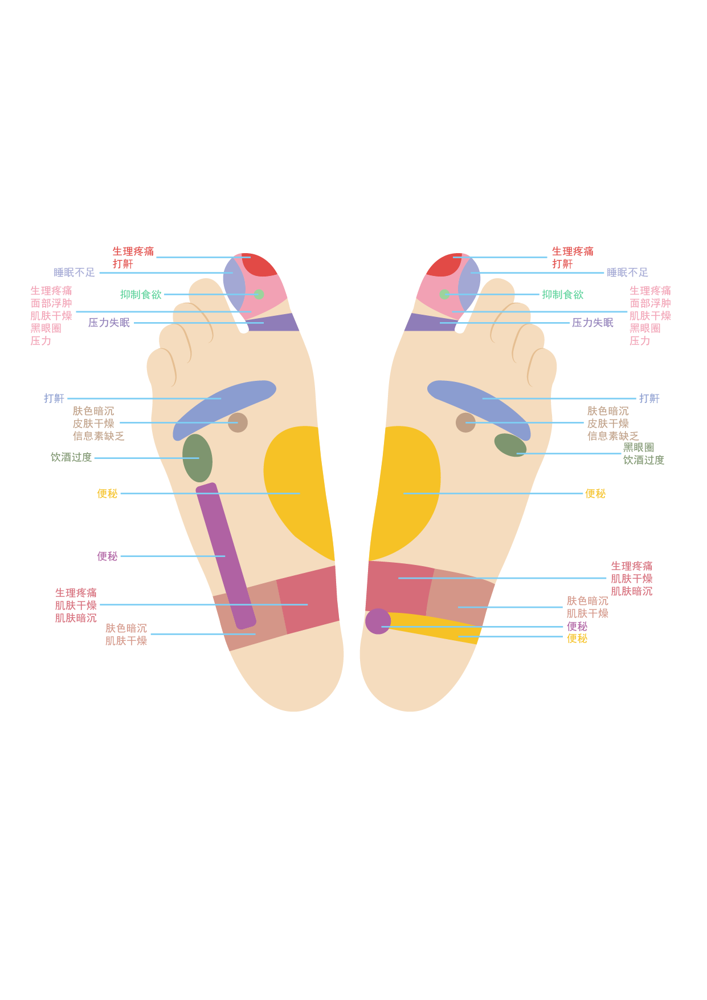 生理疼痛
打鼾
睡眠不足
生理疼痛
面部浮肿
肌肤干燥
黑眼圈
压力
抑制食欲
压力失眠
打鼾
肤色暗沉
皮肤干燥
信息素缺乏
饮酒过度
便秘
便秘
生理疼痛
肌肤干燥
肌肤暗沉
肤色暗沉
肌肤干燥
生理疼痛
打鼾
睡眠不足
抑制食欲
生理疼痛
面部浮肿
肌肤干燥
黑眼圈
压力
压力失眠
打鼾
肤色暗沉
皮肤干燥
信息素缺乏
黑眼圈
饮酒过度
便秘
生理疼痛
肌肤干燥
肌肤暗沉
肤色暗沉
肌肤干燥
便秘
便秘